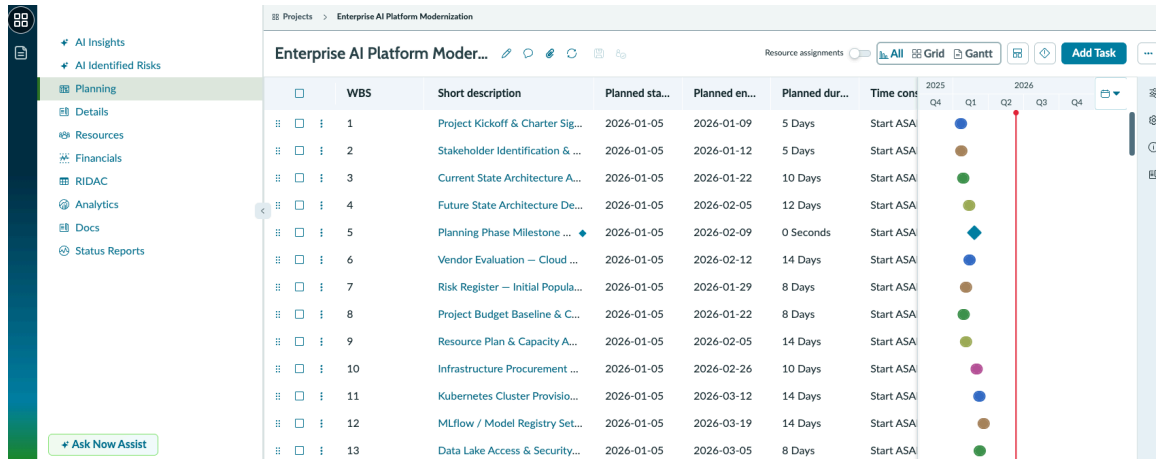 Projects > Enterprise AI Platform Modernization
AI Insights
AI Identified Risks
Planning
Details
Resources
Financials
RIDAC
Analytics
Docs
Status Reports
Ask Now Assist
Enterprise AI Platform Moder...
Resource assignments
All Grid Gantt
Add Task
WBS Short description Planned sta... Planned en... Planned dur... Time cons
2025 2026
Q4 Q1 Q2 Q3 Q4
1 Project Kickoff & Charter Sig... 2026-01-05 2026-01-09 5 Days Start ASA
2 Stakeholder Identification & ... 2026-01-05 2026-01-12 5 Days Start ASA
3 Current State Architecture A... 2026-01-05 2026-01-22 10 Days Start ASA
4 Future State Architecture De... 2026-01-05 2026-02-05 12 Days Start ASA
5 Planning Phase Milestone ... 2026-01-05 2026-02-09 0 Seconds Start ASA
6 Vendor Evaluation — Cloud ... 2026-01-05 2026-02-12 14 Days Start ASA
7 Risk Register — Initial Popula... 2026-01-05 2026-01-29 8 Days Start ASA
8 Project Budget Baseline & C... 2026-01-05 2026-01-22 8 Days Start ASA
9 Resource Plan & Capacity A... 2026-01-05 2026-02-05 14 Days Start ASA
10 Infrastructure Procurement ... 2026-01-05 2026-02-26 10 Days Start ASA
11 Kubernetes Cluster Provisio... 2026-01-05 2026-03-12 14 Days Start ASA
12 MLflow / Model Registry Set... 2026-01-05 2026-03-19 14 Days Start ASA
13 Data Lake Access & Security... 2026-01-05 2026-03-05 8 Days Start ASA